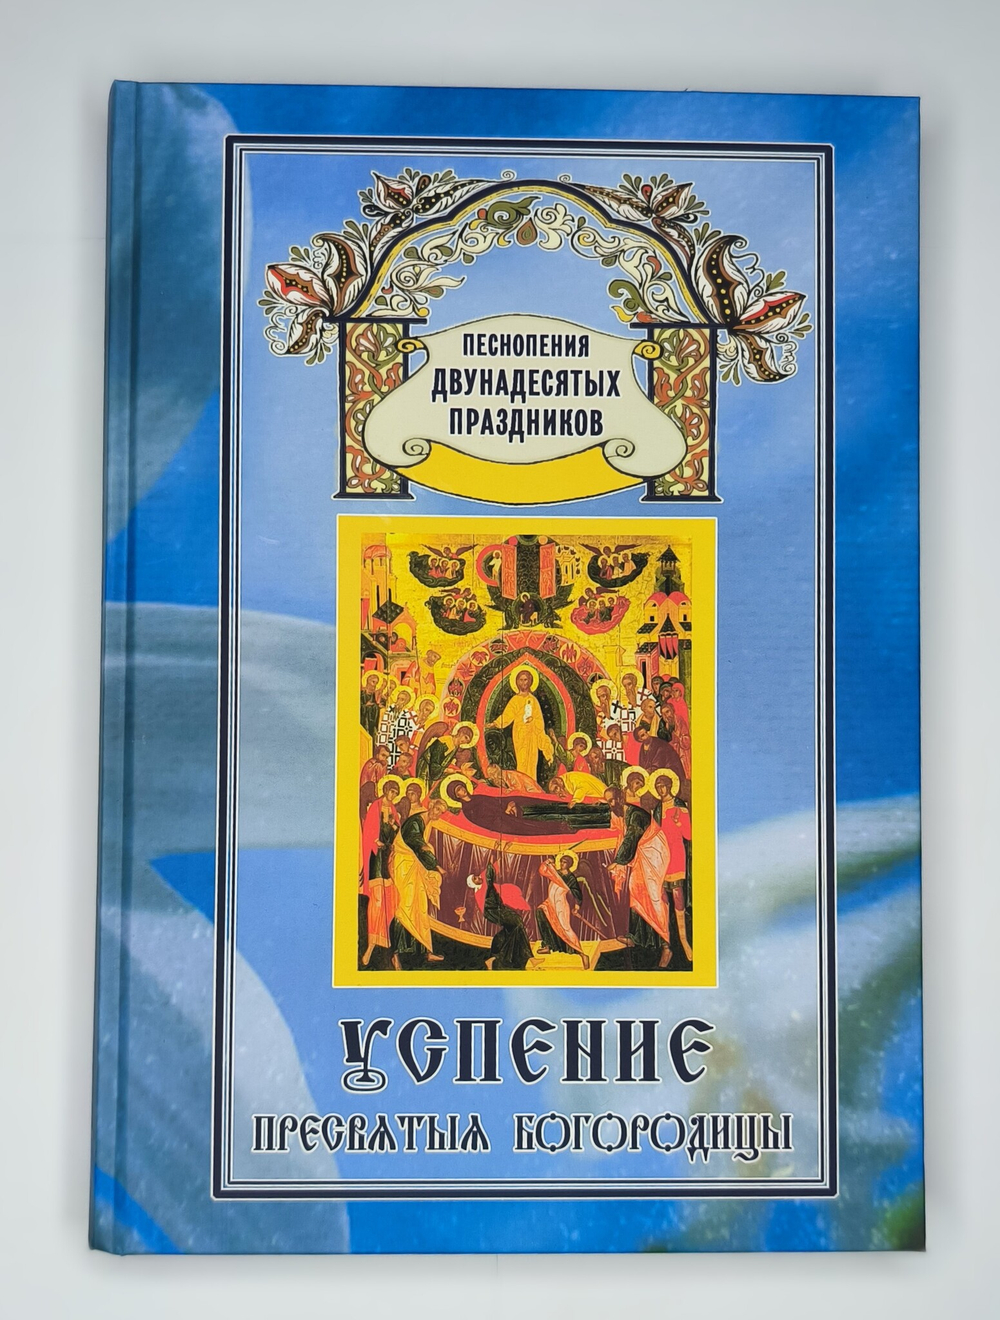 ПЕСНОПЕНИЯ
ДВУНАДЕСЯТЫХ
ПРАЗДНИКОВ
УСПЕНИЕ
ПРЕСВЯТЫЯ БОГОРОДИЦЫ